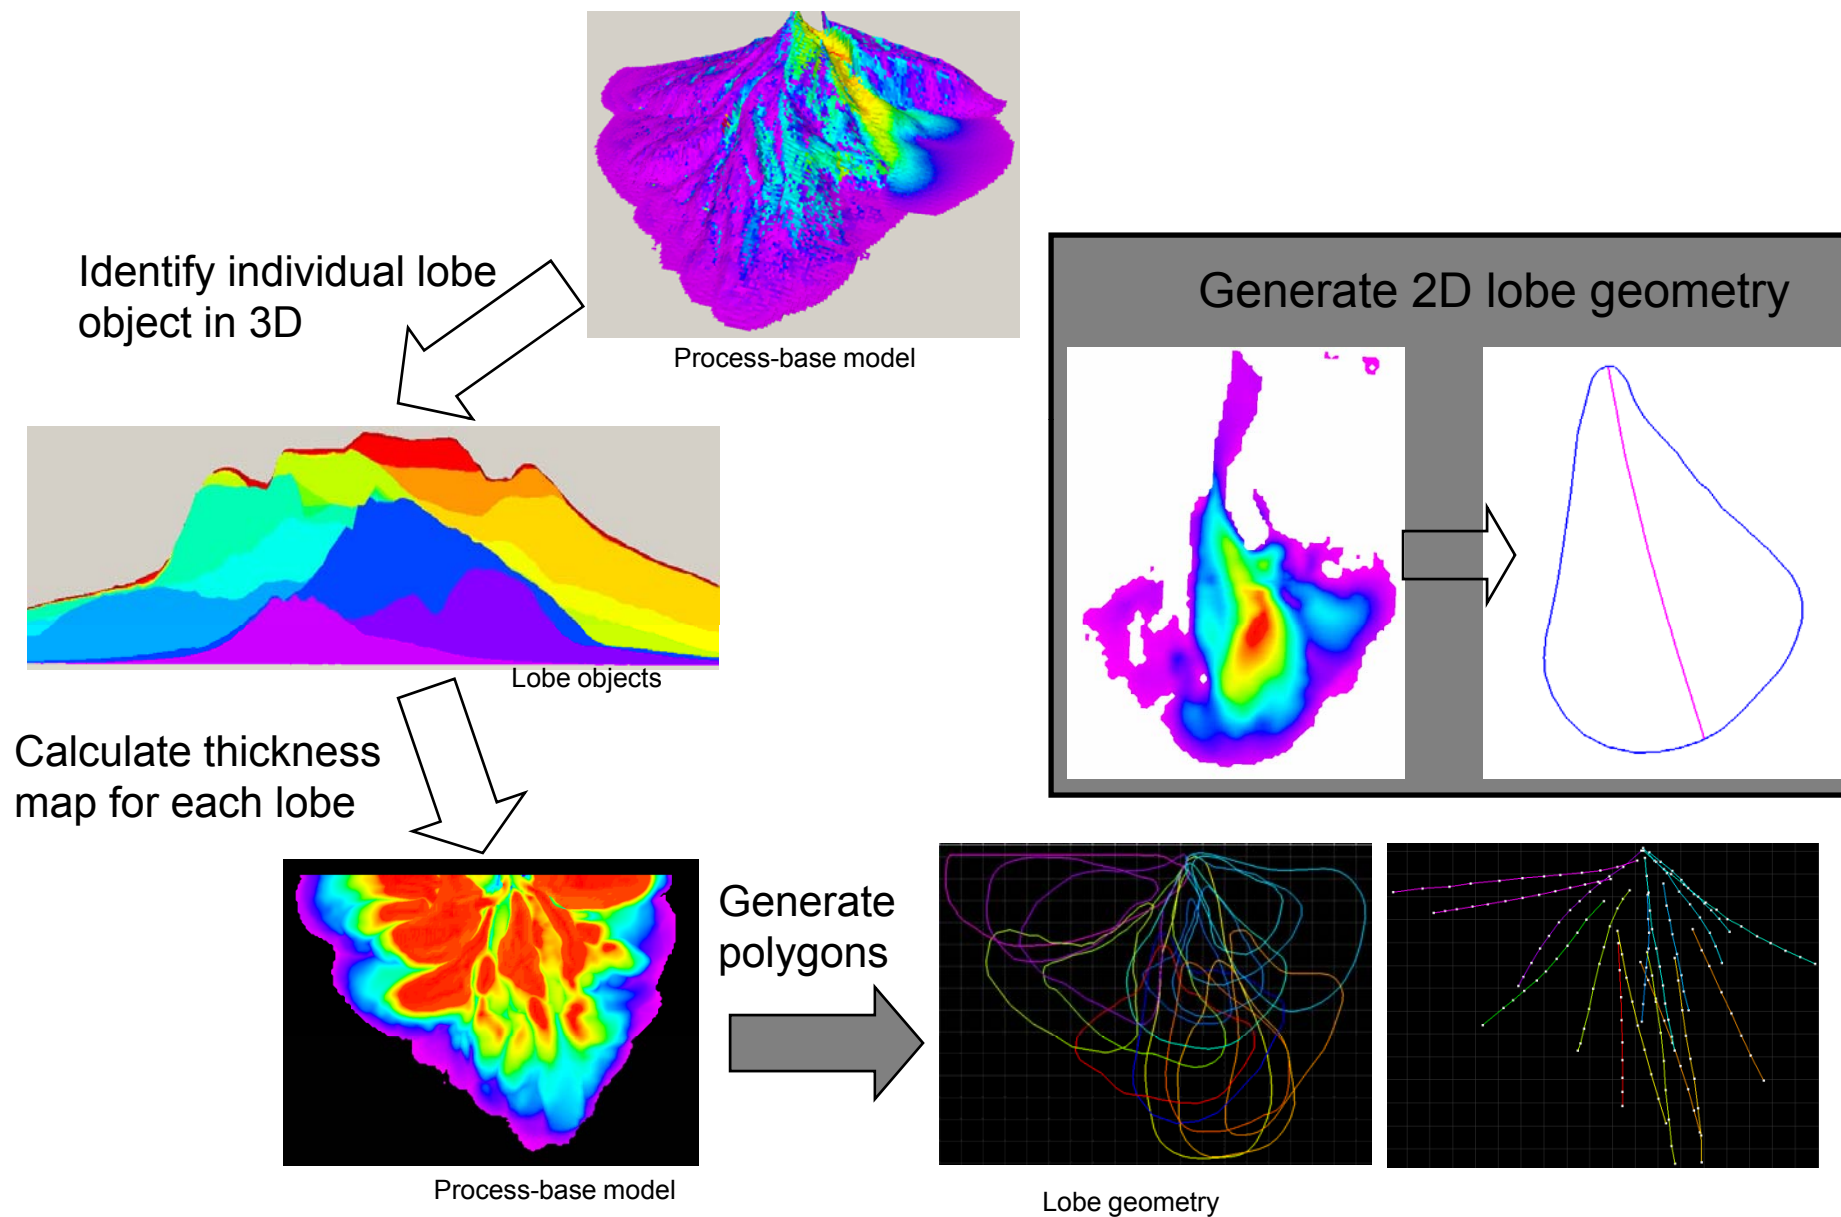 Identify individual lobe
object in 3D
Process-base model
Generate 2D lobe geometry
Lobe objects
Calculate thickness
map for each lobe
Generate
polygons
Process-base model
Lobe geometry